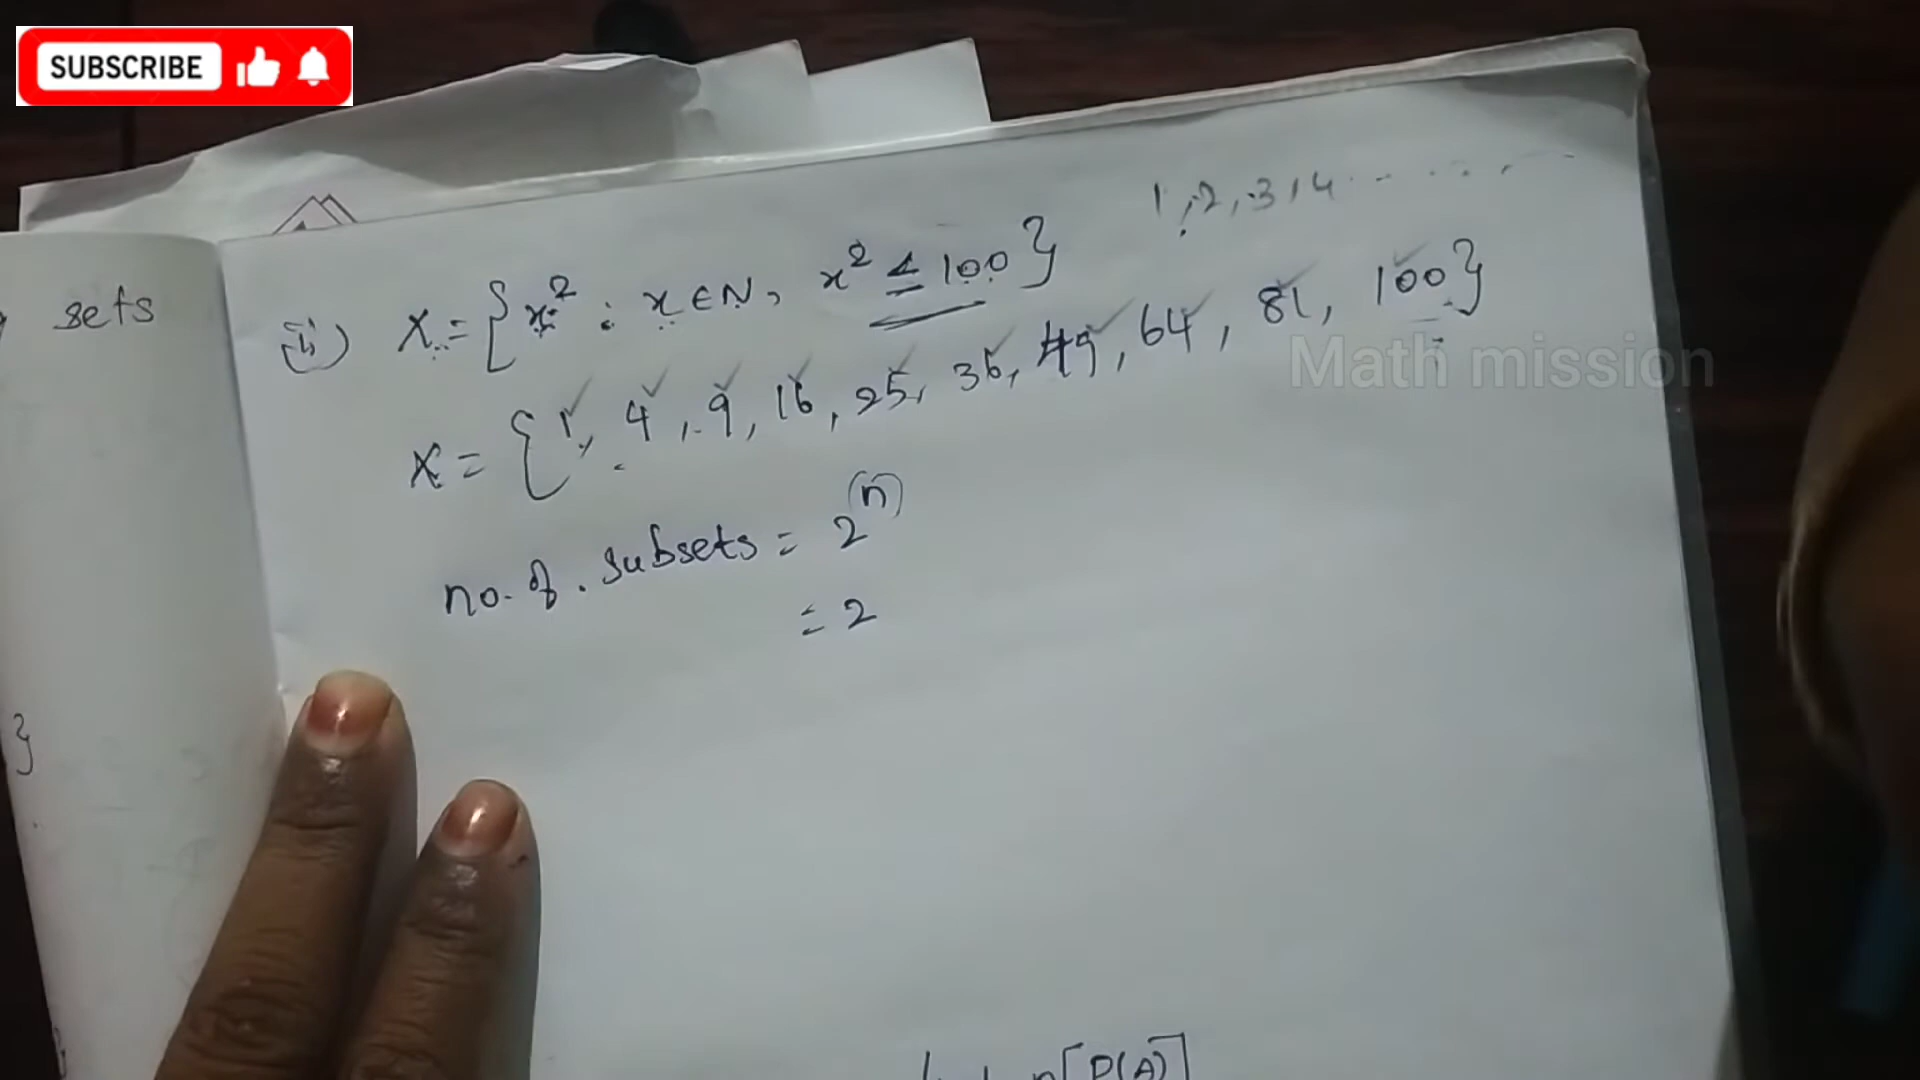 SUBSCRIBE
sets
1, 2, 3, 4 . . . . . .
(ii) X = { x² : x ∈ N, x² ≤ 100 }
X = { 1, 4, 9, 16, 25, 36, 49, 64, 81, 100 }
Math mission
no. of. subsets = 2^(n)
= 2
}
n[P(A)]